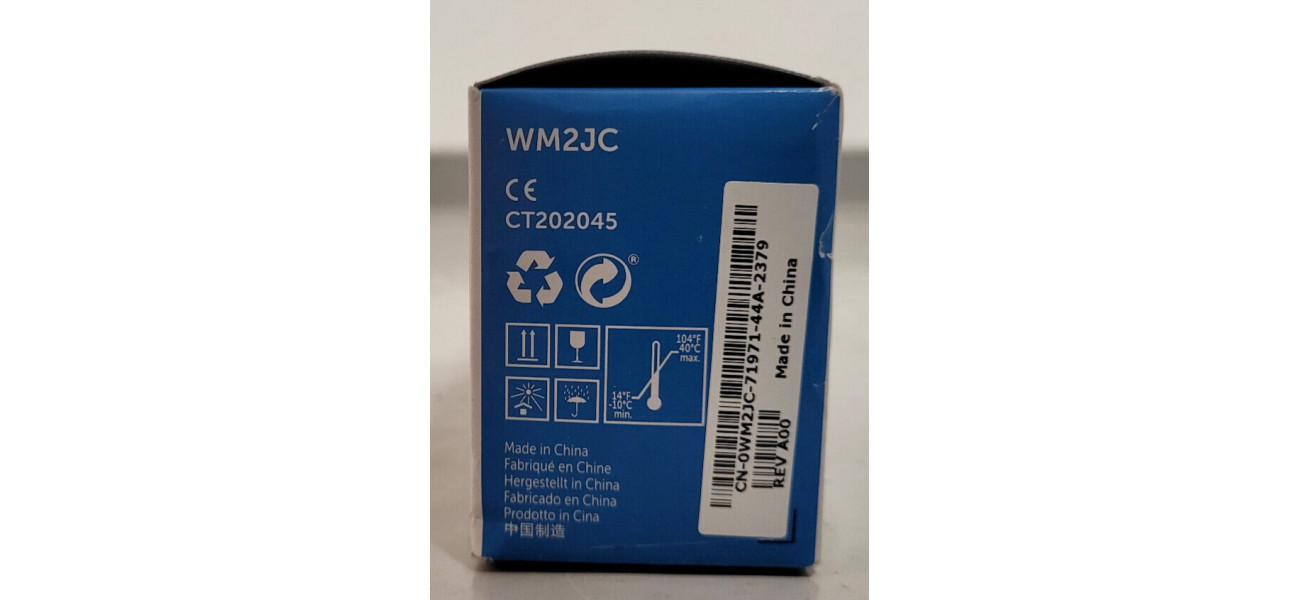 WM2JC
CE
CT202045
®
104°F
40°C
max.
14°F
-10°C
min.
Made in China
Fabriqué en Chine
Hergestellt in China
Fabricado en China
Prodotto in Cina
中国制造
CN-0WM2JC-71971-44A-2379
REV A00
Made in China